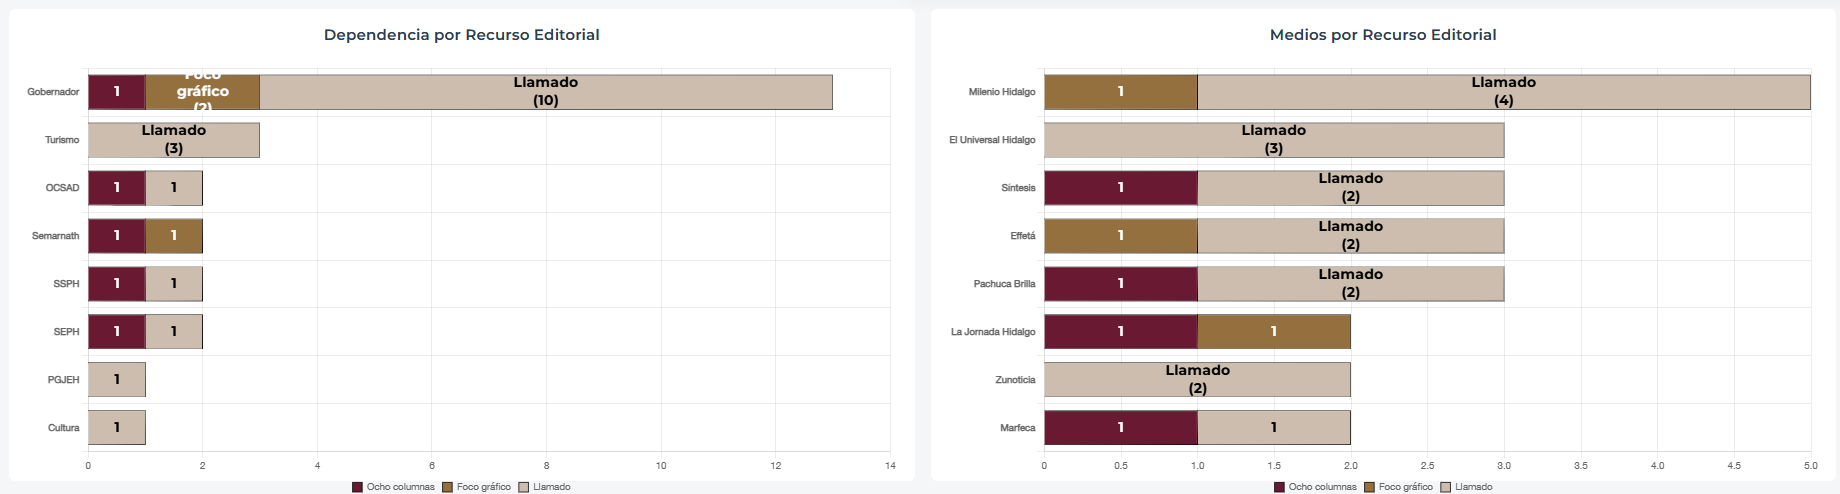 Dependencia por Recurso Editorial
Gobernador
1
Foco
gráfico
(2)
Llamado
(10)
Turismo
Llamado
(3)
OCSAD
1
1
Semarnath
1
1
SSPH
1
1
SEPH
1
1
PGJEH
1
Cultura
1
0 2 4 6 8 10 12 14
Ocho columnas Foco gráfico Llamado
Medios por Recurso Editorial
Milenio Hidalgo
1
Llamado
(4)
El Universal Hidalgo
Llamado
(3)
Síntesis
1
Llamado
(2)
Effetá
1
Llamado
(2)
Pachuca Brilla
1
Llamado
(2)
La Jornada Hidalgo
1
1
Zunoticia
Llamado
(2)
Marfeca
1
1
0 0.5 1.0 1.5 2.0 2.5 3.0 3.5 4.0 4.5 5.0
Ocho columnas Foco gráfico Llamado